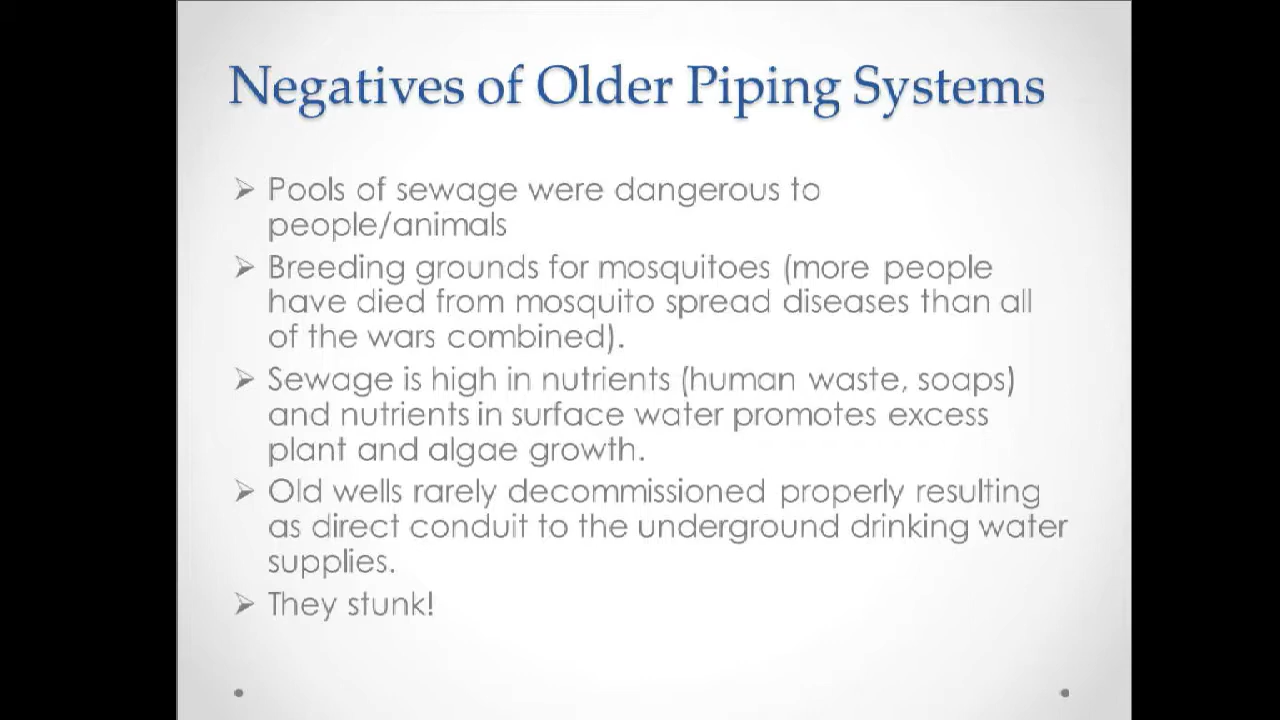 Negatives of Older Piping Systems
Pools of sewage were dangerous to
people/animals
Breeding grounds for mosquitoes (more people
have died from mosquito spread diseases than all
of the wars combined).
Sewage is high in nutrients (human waste, soaps)
and nutrients in surface water promotes excess
plant and algae growth.
Old wells rarely decommissioned properly resulting
as direct conduit to the underground drinking water
supplies.
They stunk!